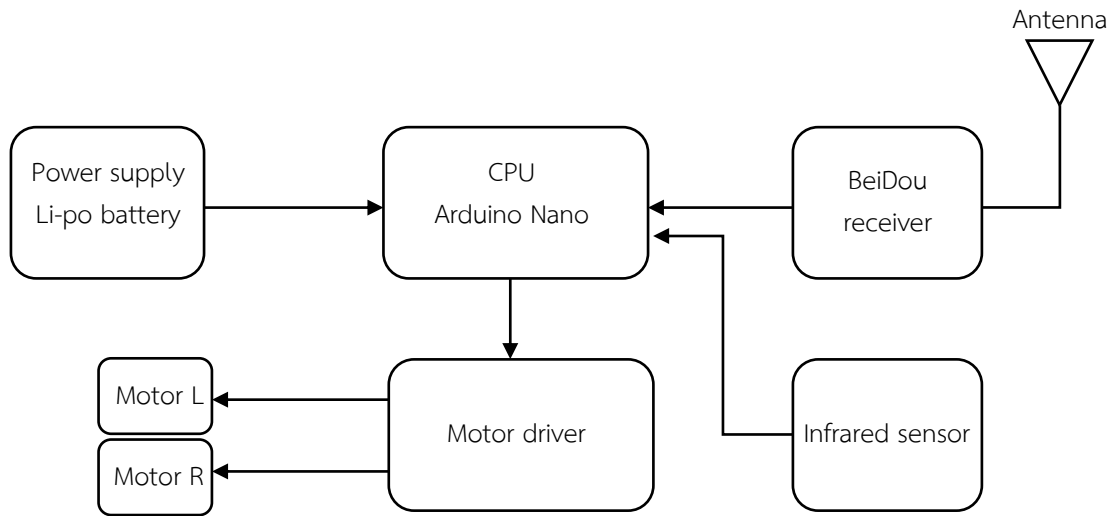 Antenna
Power supply
Li-po battery
CPU
Arduino Nano
BeiDou
receiver
Motor L
Motor R
Motor driver
Infrared sensor